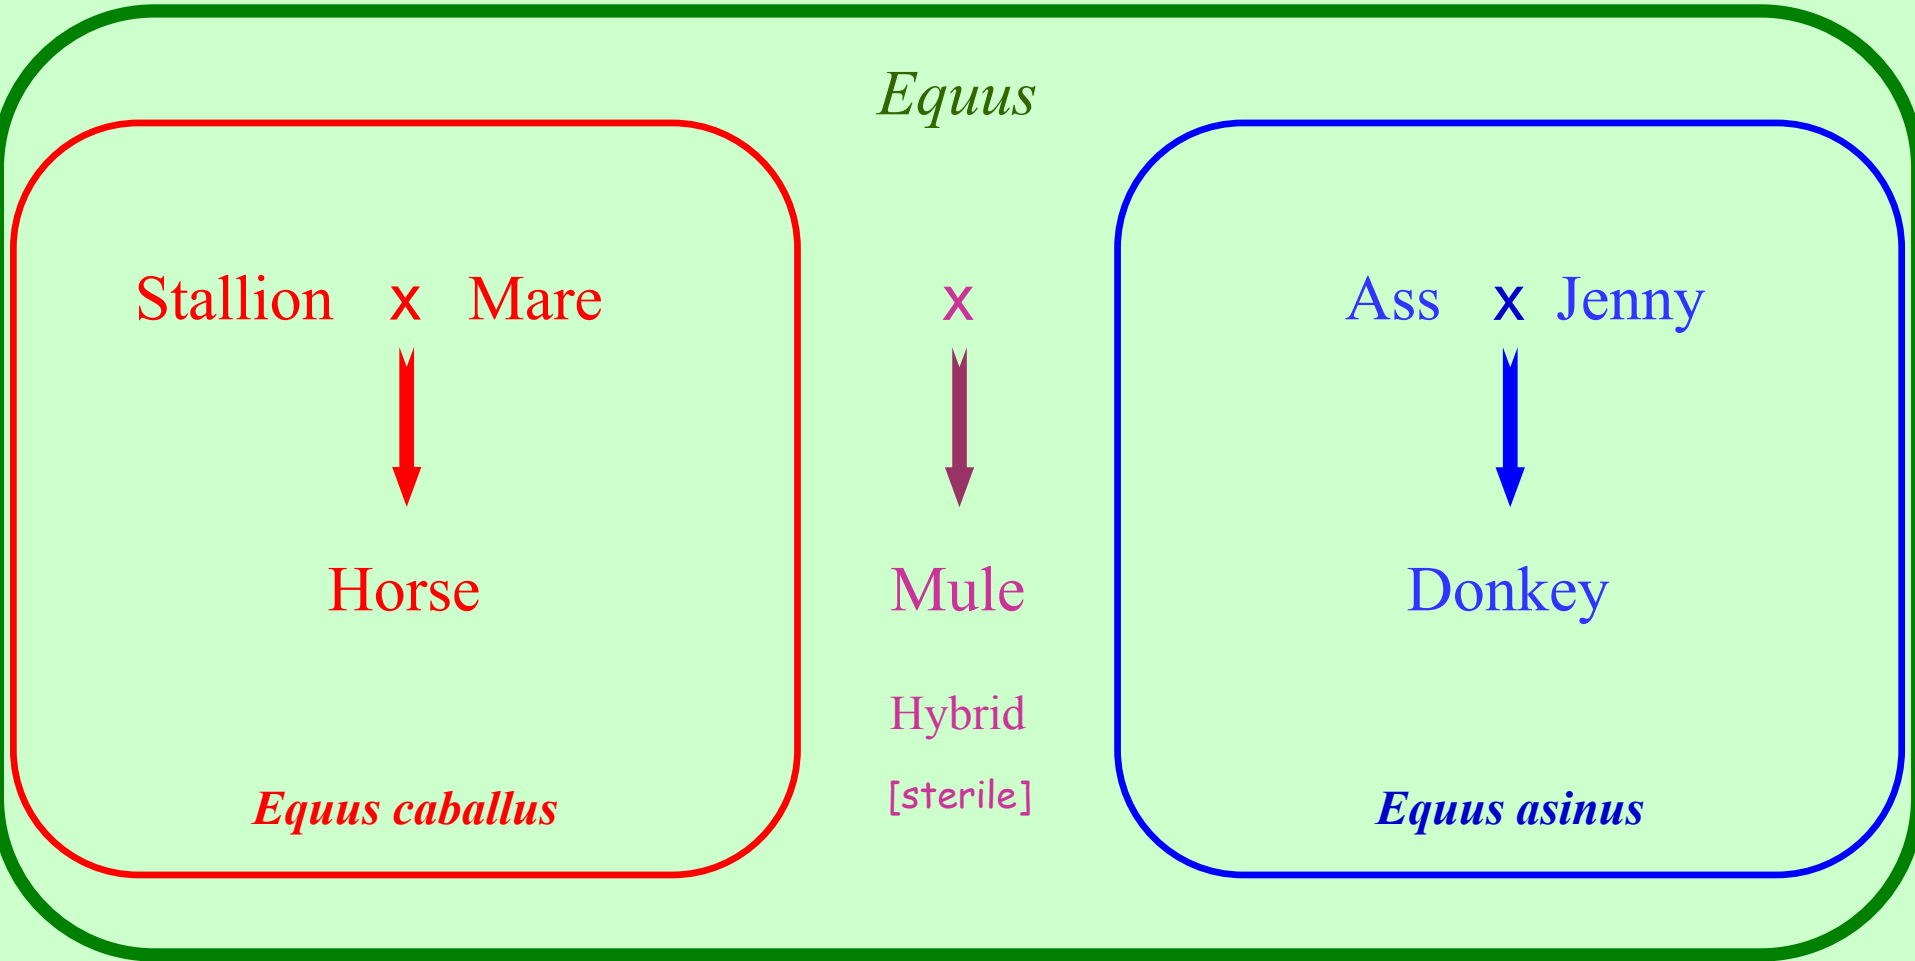 Equus
Stallion x Mare
x
Ass x Jenny
Horse
Mule
Donkey
Hybrid
[sterile]
Equus caballus
Equus asinus